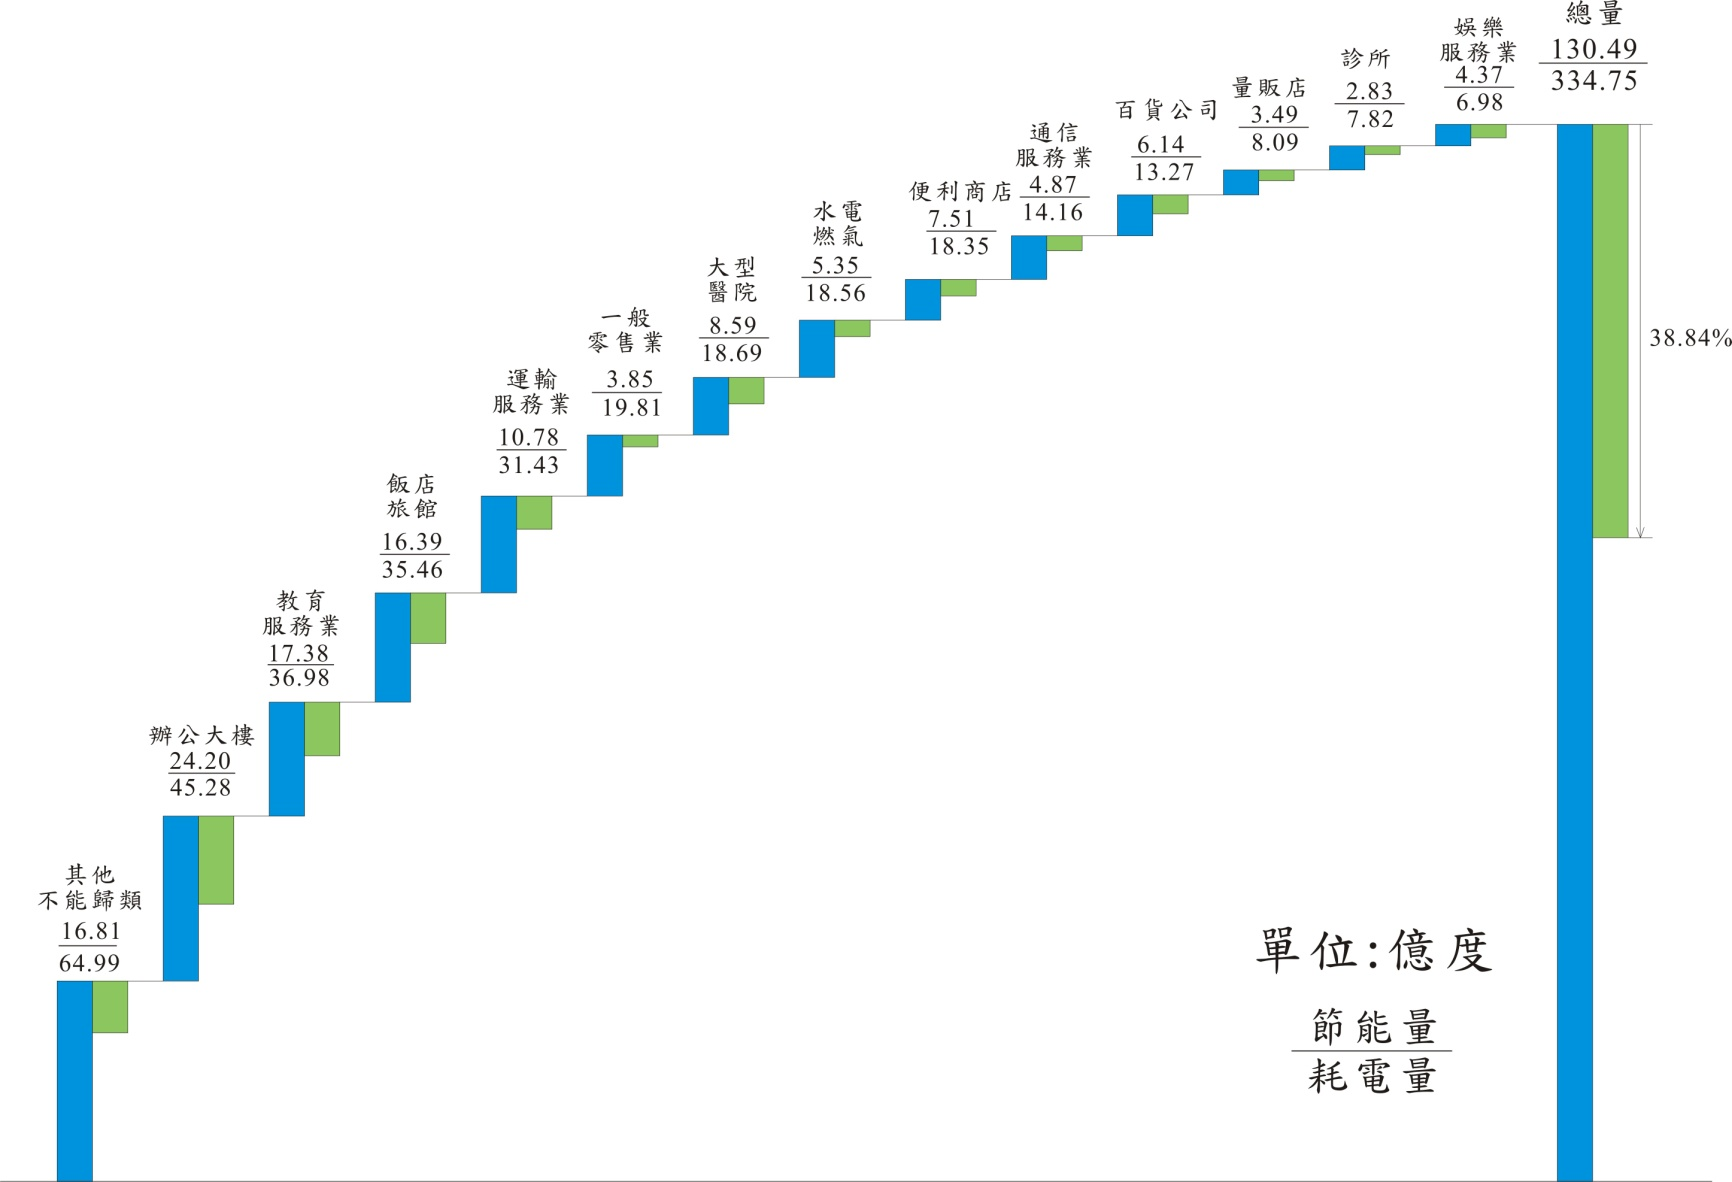 其他
不能歸類
16.81
64.99
辦公大樓
24.20
45.28
教育
服務業
17.38
36.98
飯店
旅館
16.39
35.46
運輸
服務業
10.78
31.43
一般
零售業
3.85
19.81
大型
醫院
8.59
18.69
水電
燃氣
5.35
18.56
便利商店
7.51
18.35
通信
服務業
4.87
14.16
百貨公司
6.14
13.27
量販店
3.49
8.09
診所
2.83
7.82
娛樂
服務業
4.37
6.98
總量
130.49
334.75
38.84%
單位:億度
節能量
耗電量